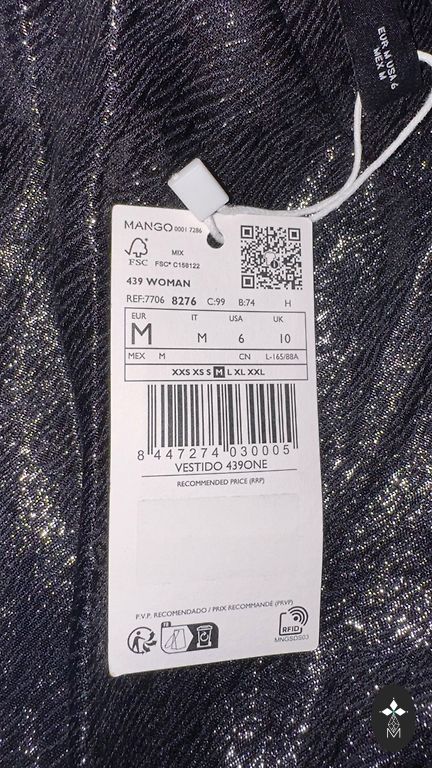 EUR M USA 6
MEX M
MANGO 0001 7286
FSC
MIX
FSC® C158122
439 WOMAN
REF:7706 8276 C:99 B:74 H
EUR IT USA UK
M M 6 10
MEX M CN L-165/88A
XXS XS S M L XL XXL
8 447274 030005
VESTIDO 439ONE
RECOMMENDED PRICE (RRP)
P.V.P. RECOMENDADO / PRIX RECOMMANDÉ (PRVP)
RFID
MNGSDS03
M